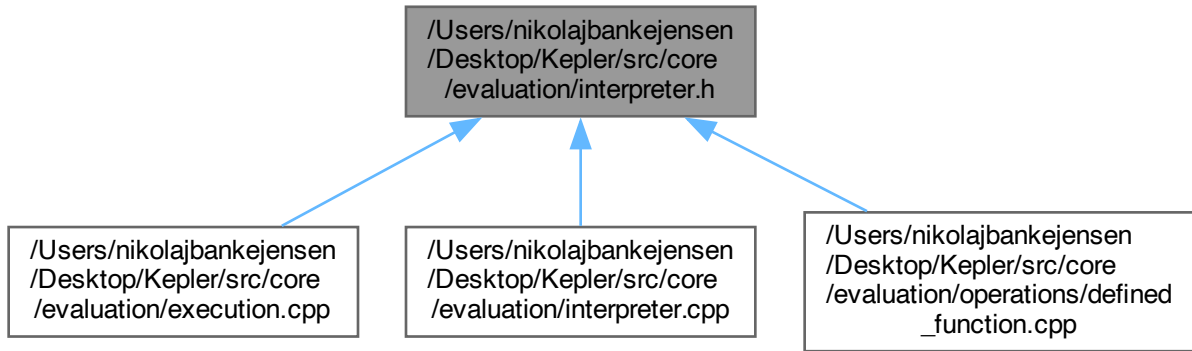 /Users/nikolajbankejensen
/Desktop/Kepler/src/core
/evaluation/interpreter.h
/Users/nikolajbankejensen
/Desktop/Kepler/src/core
/evaluation/execution.cpp
/Users/nikolajbankejensen
/Desktop/Kepler/src/core
/evaluation/interpreter.cpp
/Users/nikolajbankejensen
/Desktop/Kepler/src/core
/evaluation/operations/defined
_function.cpp